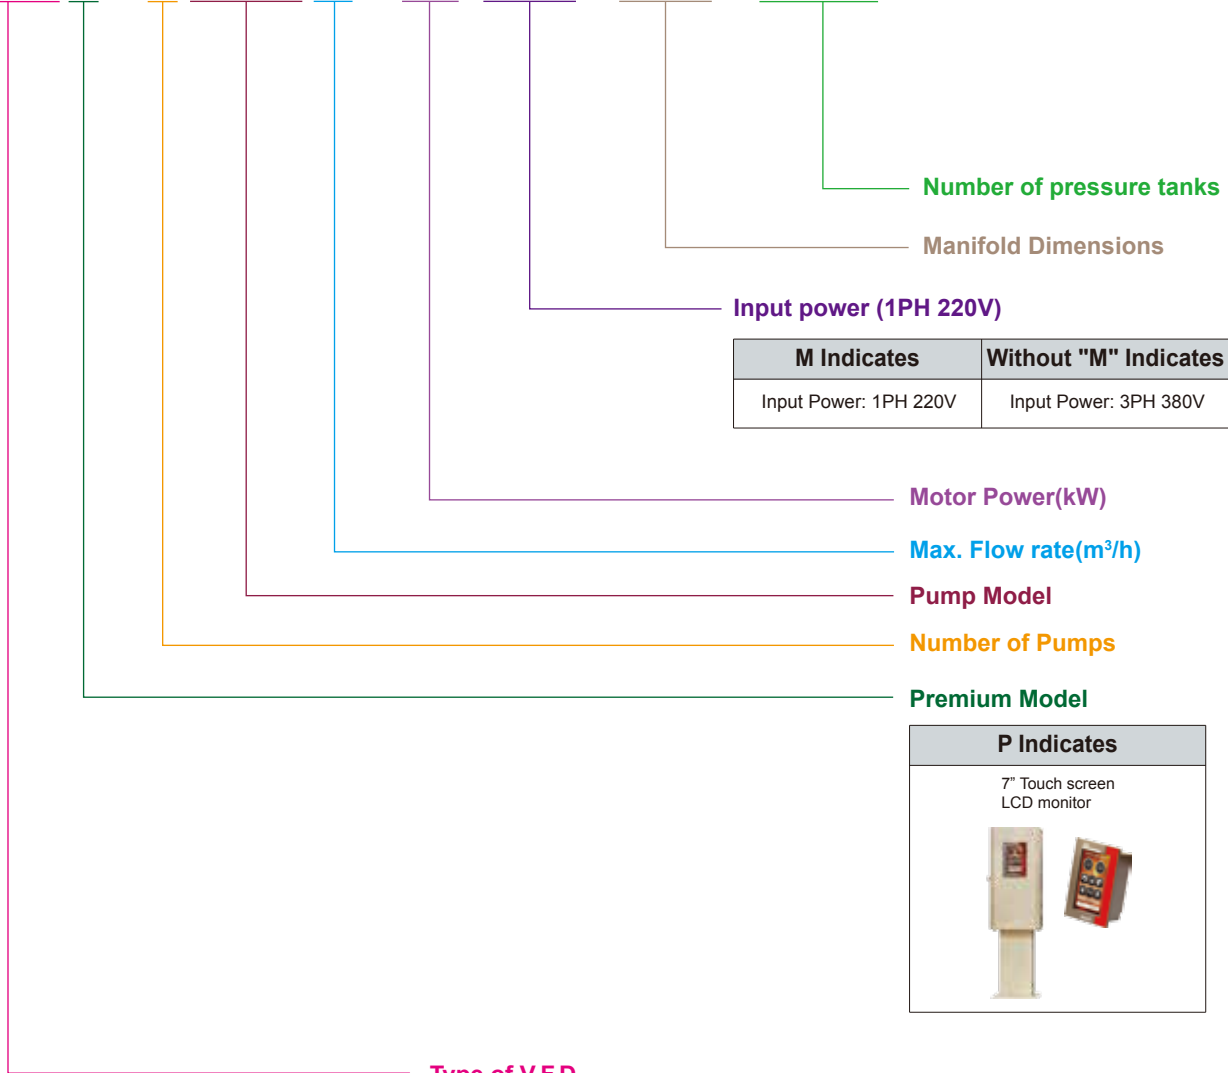 Number of pressure tanks
Manifold Dimensions
Input power (1PH 220V)
M Indicates Without "M" Indicates
Input Power: 1PH 220V Input Power: 3PH 380V
Motor Power(kW)
Max. Flow rate(m³/h)
Pump Model
Number of Pumps
Premium Model
P Indicates
7” Touch screen
LCD monitor
Type of V.F.D